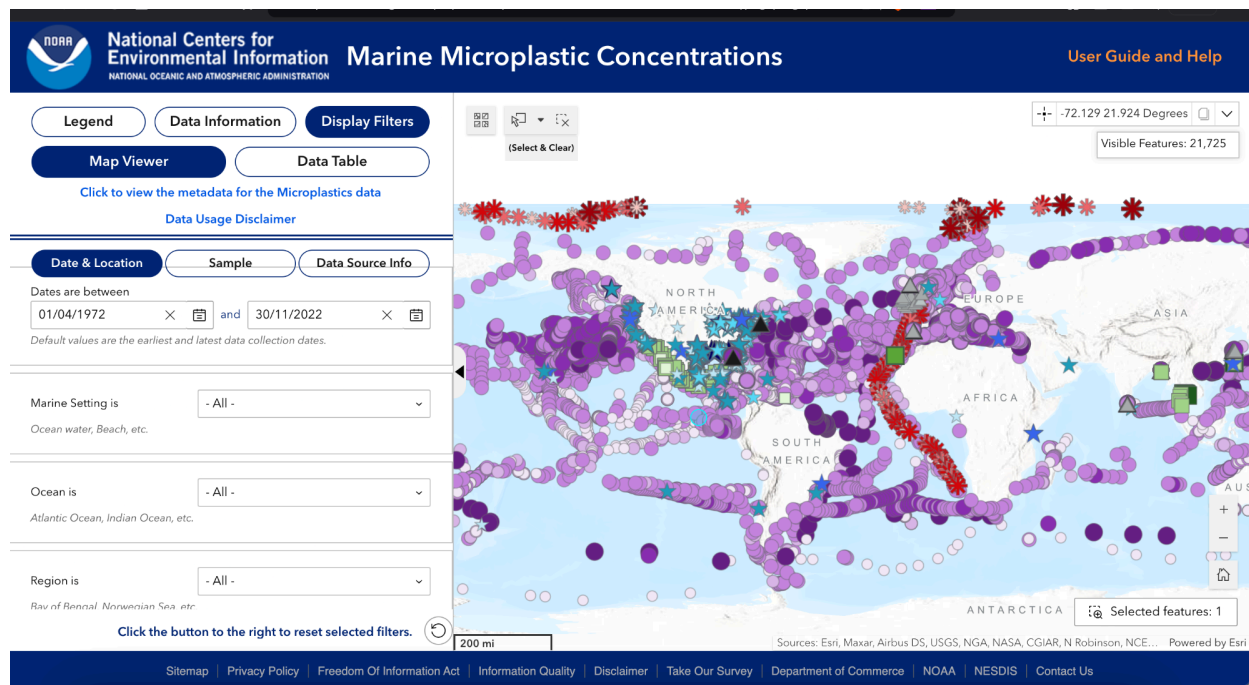 NOAA
National Centers for
Environmental Information
NATIONAL OCEANIC AND ATMOSPHERIC ADMINISTRATION
Marine Microplastic Concentrations
User Guide and Help
Legend
Data Information
Display Filters
Map Viewer
Data Table
Click to view the metadata for the Microplastics data
Data Usage Disclaimer
Date & Location
Sample
Data Source Info
Dates are between
01/04/1972
and
30/11/2022
Default values are the earliest and latest data collection dates.
Marine Setting is
- All -
Ocean water, Beach, etc.
Ocean is
- All -
Atlantic Ocean, Indian Ocean, etc.
Region is
- All -
Bay of Bengal, Norwegian Sea, etc
Click the button to the right to reset selected filters.
(Select & Clear)
-72.129 21.924 Degrees
Visible Features: 21,725
NORTH
AMERICA
EUROPE
ASIA
AFRICA
SOUTH
AMERICA
AUS
ANTARCTICA
+
−
Selected features: 1
200 mi
Sources: Esri, Maxar, Airbus DS, USGS, NGA, NASA, CGIAR, N Robinson, NCE...
Powered by Esri
Sitemap | Privacy Policy | Freedom Of Information Act | Information Quality | Disclaimer | Take Our Survey | Department of Commerce | NOAA | NESDIS | Contact Us